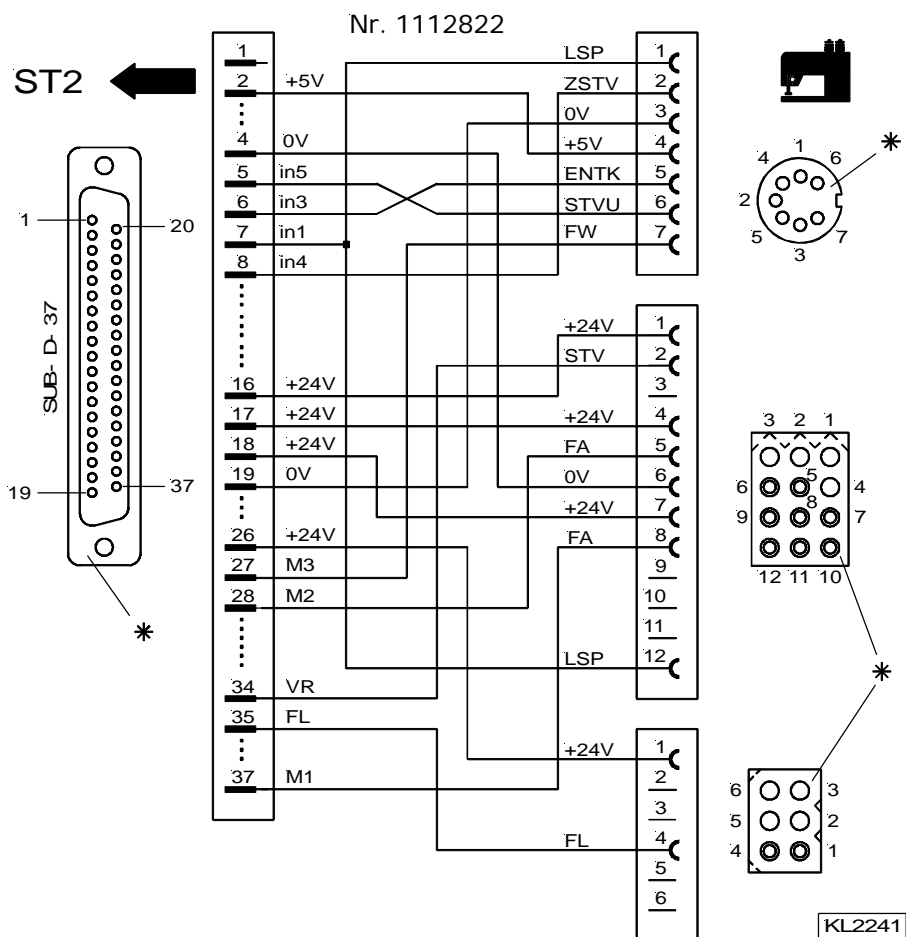 Nr. 1112822
ST2
SUB- D- 37
1
20
19
37
1
2 +5V
4 0V
5 in5
6 in3
7 in1
8 in4
16 +24V
17 +24V
18 +24V
19 0V
26 +24V
27 M3
28 M2
34 VR
35 FL
37 M1
LSP 1
ZSTV 2
0V 3
+5V 4
ENTK 5
STVU 6
FW 7
+24V 1
STV 2
3
+24V 4
FA 5
0V 6
+24V 7
FA 8
9
10
11
LSP 12
+24V 1
2
3
FL 4
5
6
1
4 6
2
5 7
3
3 2 1
6 5 4
9 8 7
12 11 10
6 3
5 2
4 1
KL2241